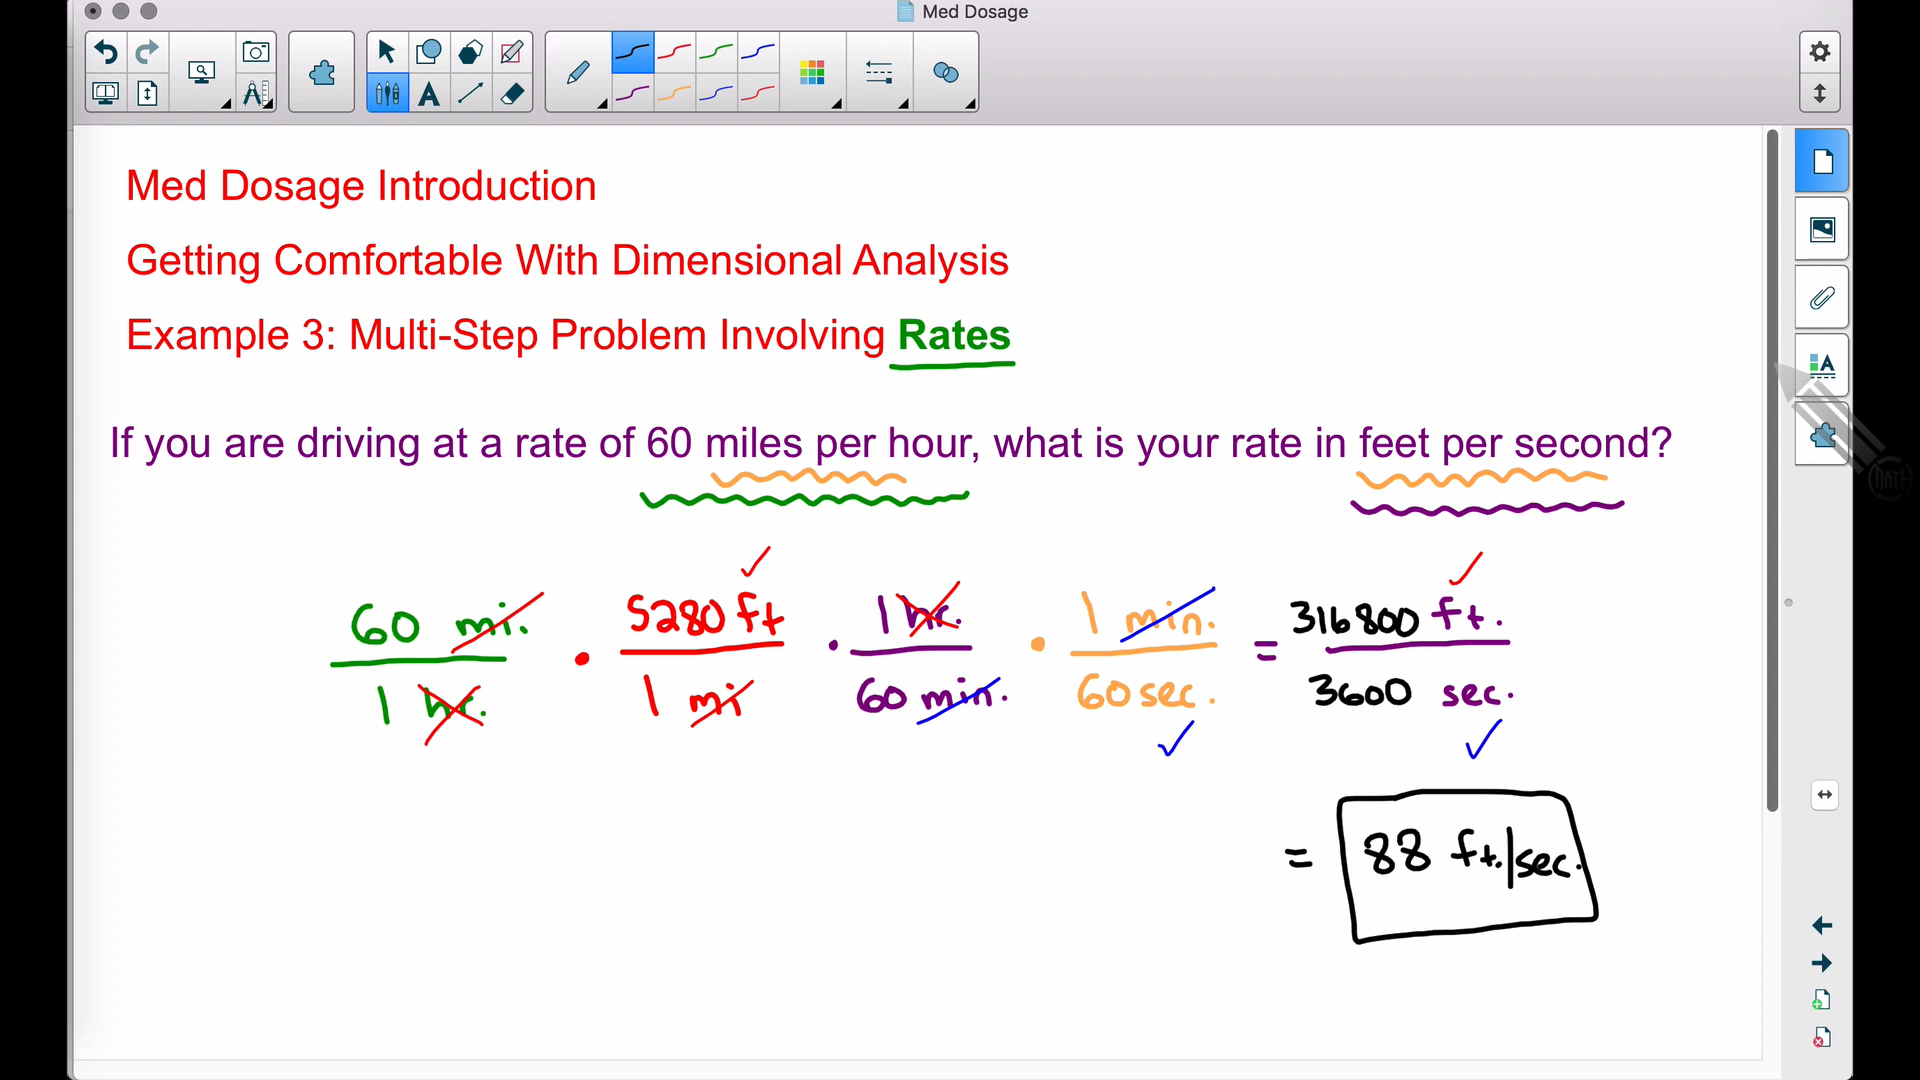 Med Dosage
Med Dosage Introduction
Getting Comfortable With Dimensional Analysis
Example 3: Multi-Step Problem Involving Rates
If you are driving at a rate of 60 miles per hour, what is your rate in feet per second?
60 mi. / 1 hr. · 5280 ft / 1 mi · 1 hr. / 60 min. · 1 min. / 60 sec. = 316800 ft. / 3600 sec.
= 88 ft./sec.
MATH